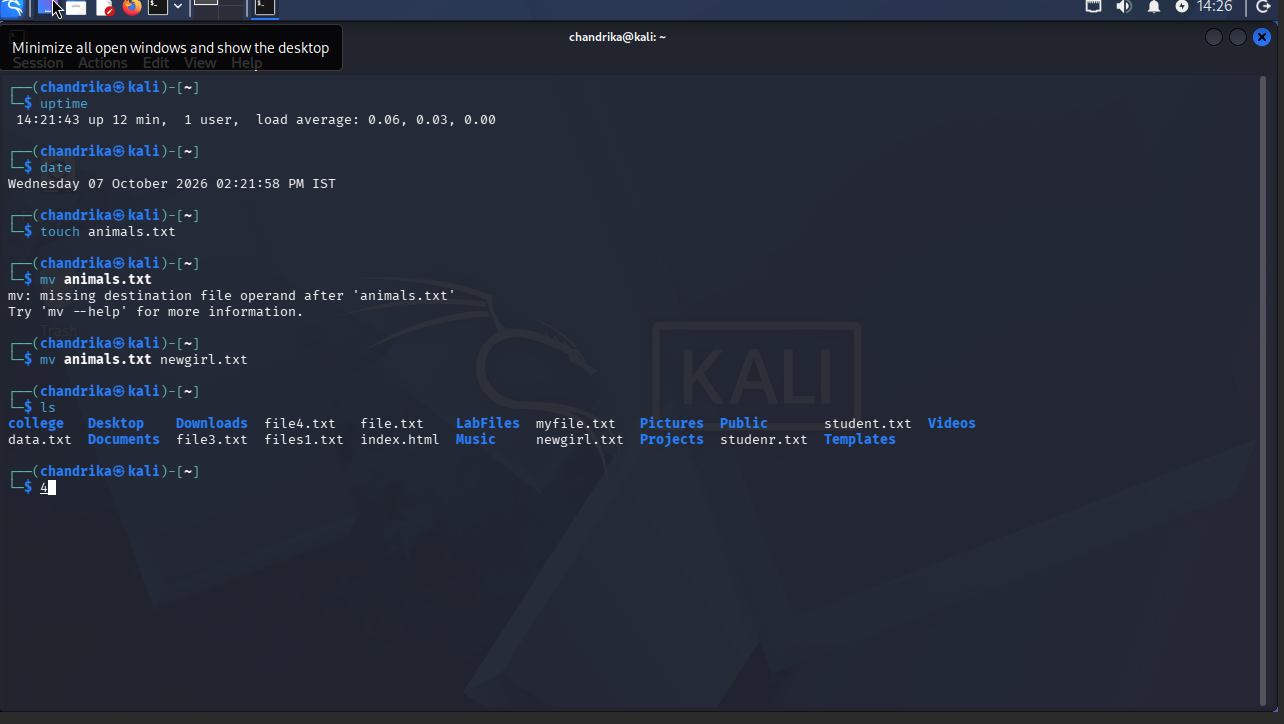 14:26
chandrika@kali: ~
Minimize all open windows and show the desktop
Session Actions Edit View Help
┌──(chandrika㉿kali)-[~]
└─$ uptime
14:21:43 up 12 min,  1 user,  load average: 0.06, 0.03, 0.00
┌──(chandrika㉿kali)-[~]
└─$ date
Wednesday 07 October 2026 02:21:58 PM IST
┌──(chandrika㉿kali)-[~]
└─$ touch animals.txt
┌──(chandrika㉿kali)-[~]
└─$ mv animals.txt
mv: missing destination file operand after 'animals.txt'
Try 'mv --help' for more information.
Trash
┌──(chandrika㉿kali)-[~]
└─$ mv animals.txt newgirl.txt
KALI
┌──(chandrika㉿kali)-[~]
└─$ ls
college Desktop Downloads file4.txt file.txt LabFiles myfile.txt Pictures Public student.txt Videos
data.txt Documents file3.txt files1.txt index.html Music newgirl.txt Projects studenr.txt Templates
┌──(chandrika㉿kali)-[~]
└─$ 4